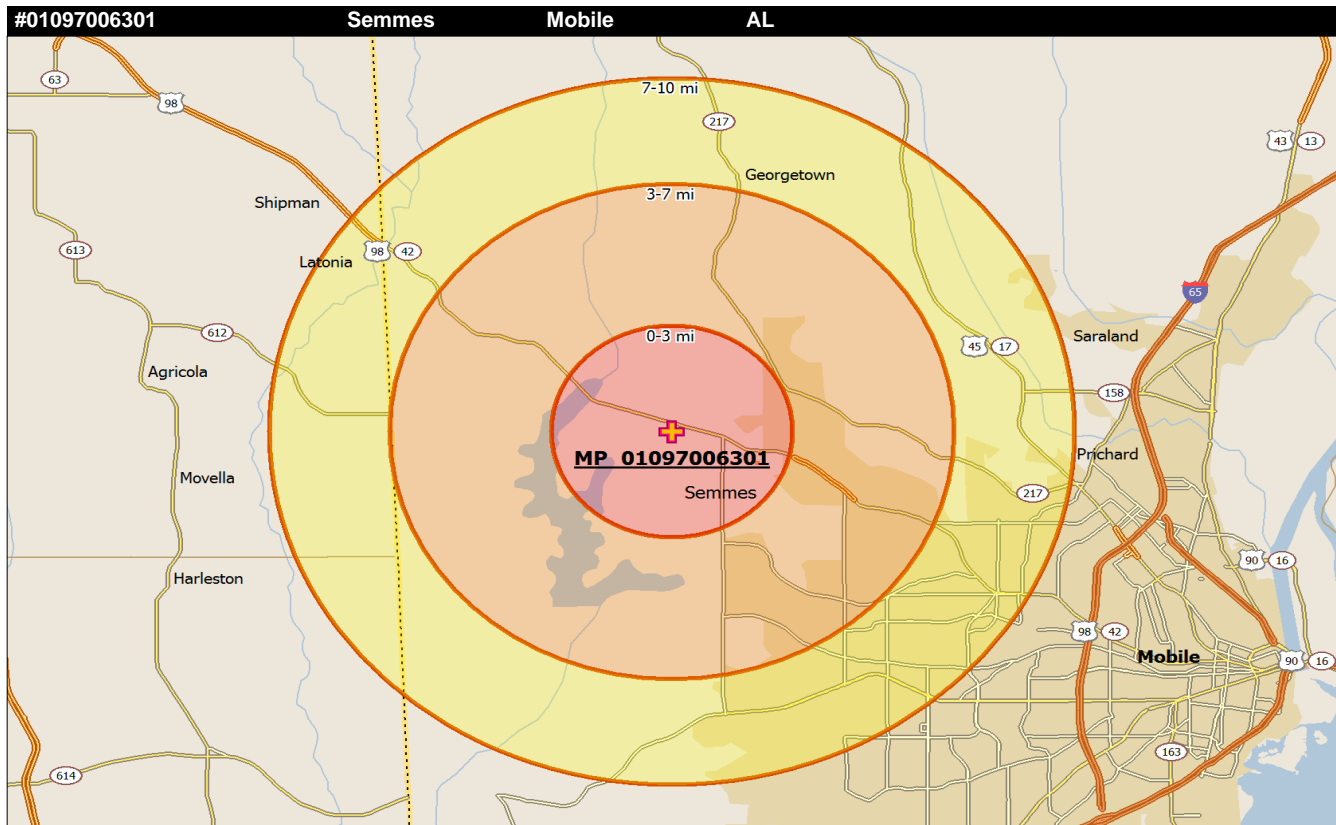 #01097006301 Semmes Mobile AL
7-10 mi
63
98
217
43 13
Georgetown
3-7 mi
Shipman
613
98 42
Latonia
65
612
0-3 mi
Saraland
45 17
Agricola
158
MP 01097006301
Prichard
Movella
Semmes
217
90 16
Harleston
98 42
Mobile
90 16
163
614